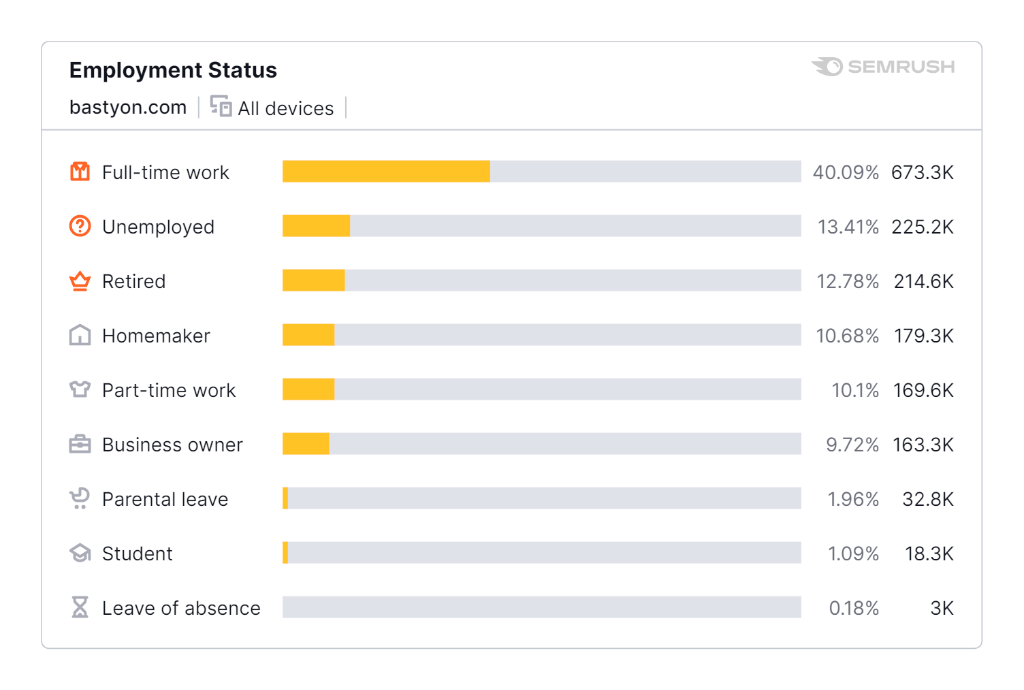 Employment Status
SEMRUSH
bastyon.com | All devices |
Full-time work 40.09% 673.3K
Unemployed 13.41% 225.2K
Retired 12.78% 214.6K
Homemaker 10.68% 179.3K
Part-time work 10.1% 169.6K
Business owner 9.72% 163.3K
Parental leave 1.96% 32.8K
Student 1.09% 18.3K
Leave of absence 0.18% 3K